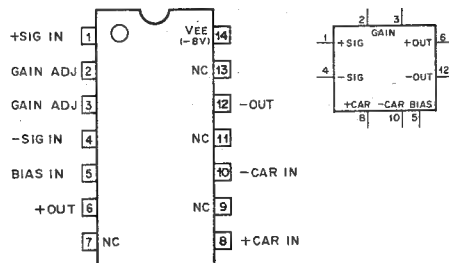 +SIG IN 1
GAIN ADJ 2
GAIN ADJ 3
-SIG IN 4
BIAS IN 5
+OUT 6
7 NC
VEE 14
(-8V)
NC 13
12 -OUT
NC 11
10 -CAR IN
NC 9
8 +CAR IN
2 3
GAIN
1 +SIG +OUT 6
4 -SIG -OUT 12
+CAR -CAR BIAS
8 10 5